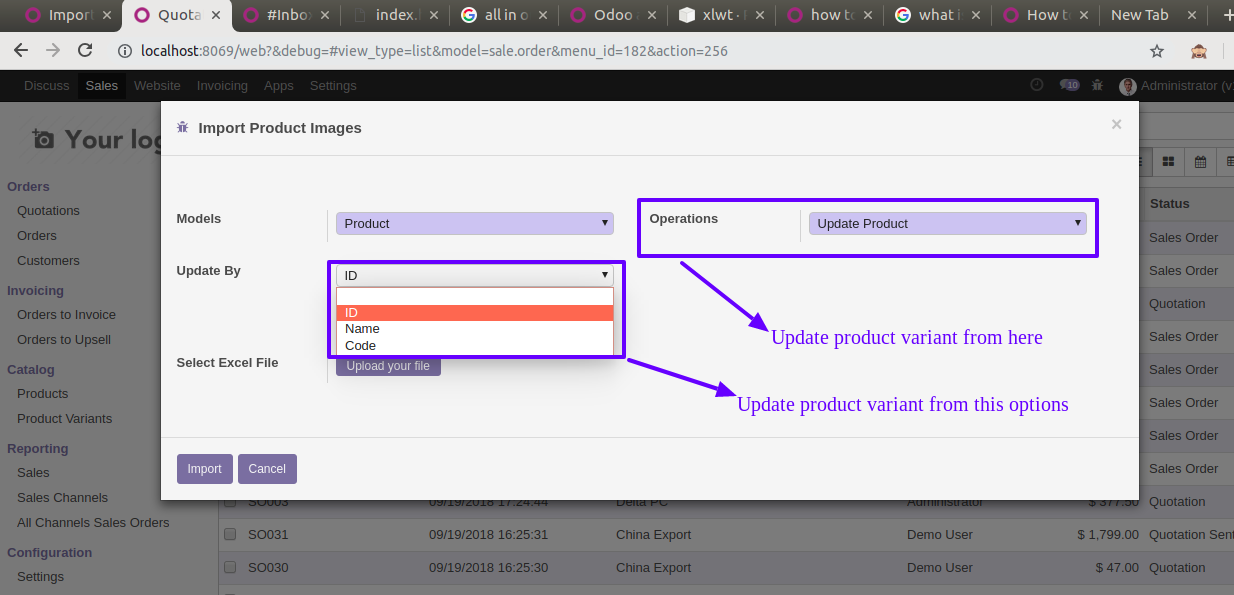 Import
Quota
#Inbo
index.
all in o
Odoo
xlwt ·
how to
what i
How to
New Tab
localhost:8069/web?&debug=#view_type=list&model=sale.order&menu_id=182&action=256
Discuss Sales Website Invoicing Apps Settings
10
Administrator (v.
Your log
Import Product Images
×
Orders
Quotations
Orders
Customers
Invoicing
Orders to Invoice
Orders to Upsell
Catalog
Products
Product Variants
Reporting
Sales
Sales Channels
All Channels Sales Orders
Configuration
Settings
Models
Product
Operations
Update Product
Update By
ID
ID
Name
Code
Select Excel File
Upload your file
Update product variant from here
Update product variant from this options
Import Cancel
Status
Sales Order
Sales Order
Quotation
Sales Order
Sales Order
Sales Order
Sales Order
Sales Order
SO003 09/19/2018 17:24:44 Delta PC Administrator $ 377.50 Quotation
SO031 09/19/2018 16:25:31 China Export Demo User $ 1,799.00 Quotation Sent
SO030 09/19/2018 16:25:30 China Export Demo User $ 47.00 Quotation